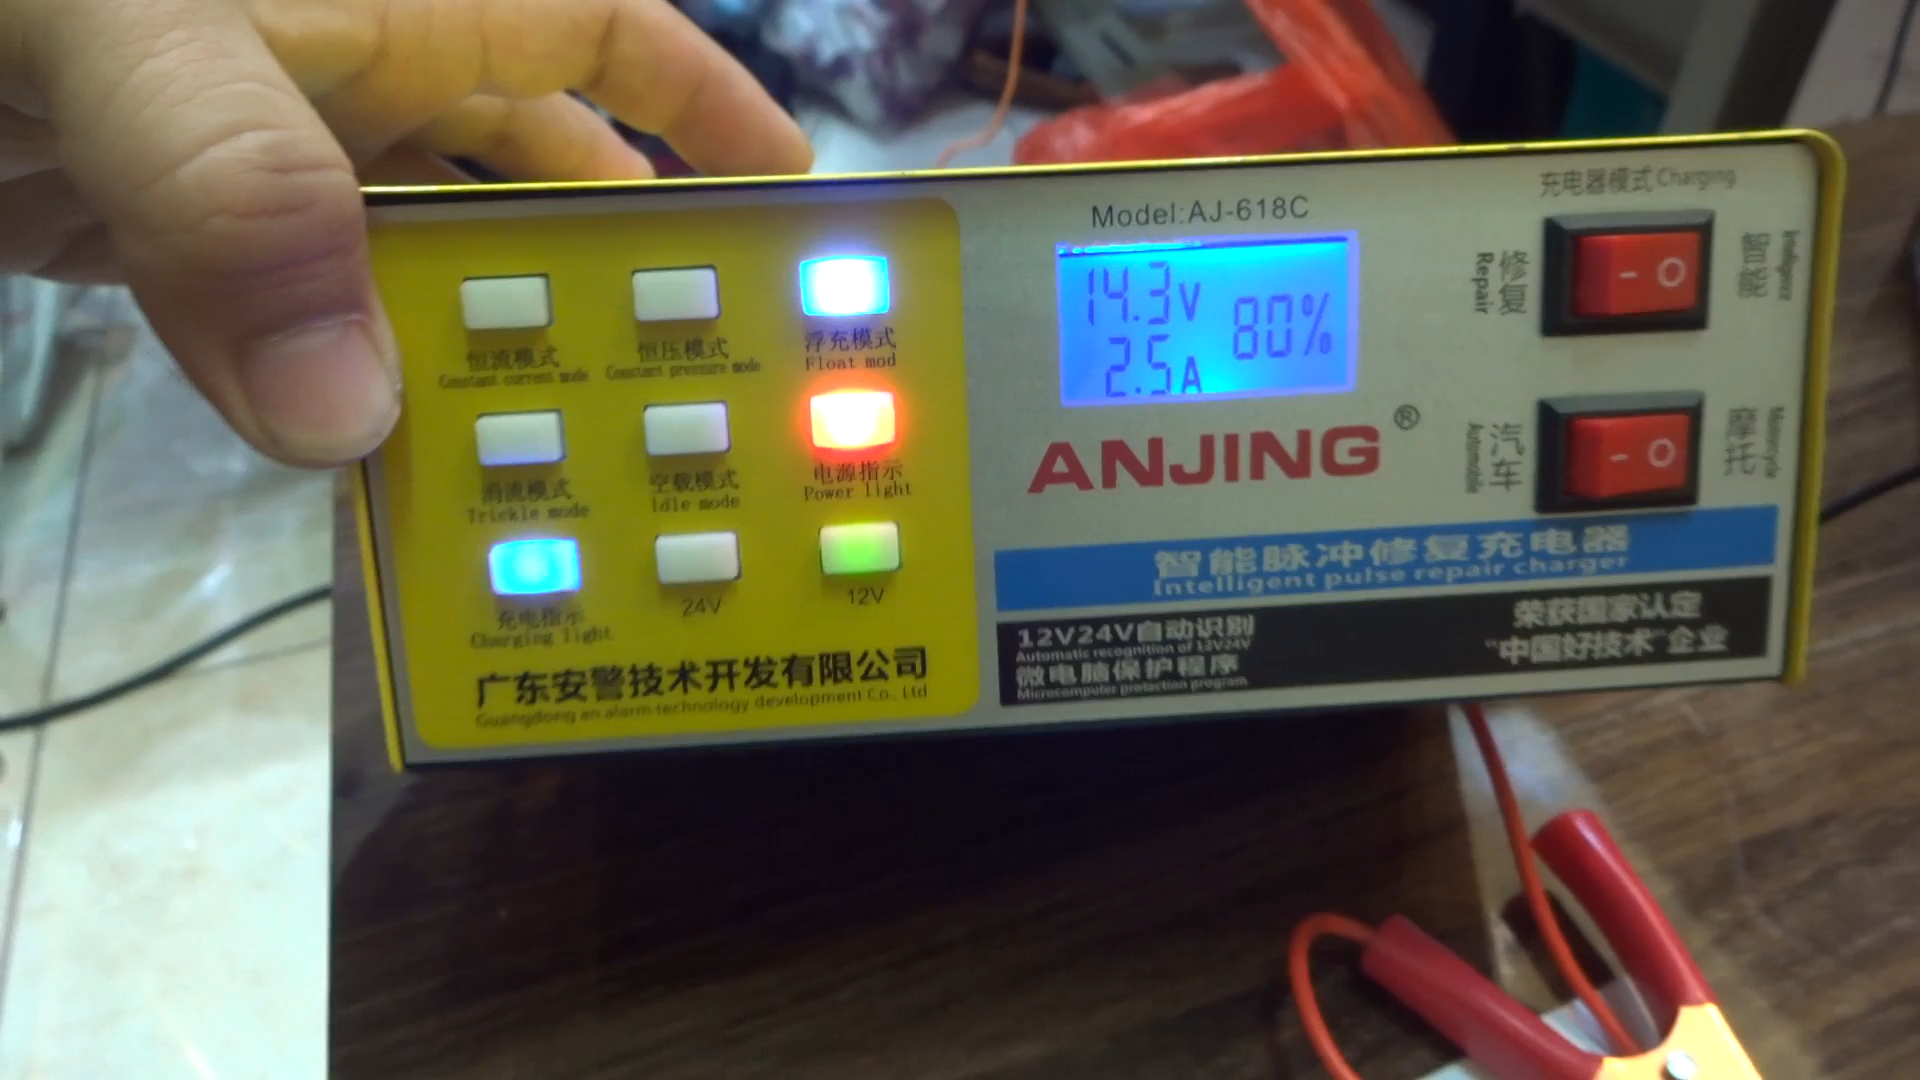 Model:AJ-618C
充电器模式 Charging
14.3V
2.5A
80%
修复
Repair
智能
Intelligence
恒流模式
Constant current mode
恒压模式
Constant pressure mode
浮充模式
Float mod
涓流模式
Trickle mode
空载模式
Idle mode
电源指示
Power light
充电指示
Charging light
24V
12V
ANJING®
汽车
Automobile
Motorcycle
智能脉冲修复充电器
Intelligent pulse repair charger
12V24V自动识别
Automatic recognition of 12V24V
微电脑保护程序
Microcomputer protection program
荣获国家认定
"中国好技术"企业
广东安警技术开发有限公司
Guangdong an alarm technology development Co., Ltd